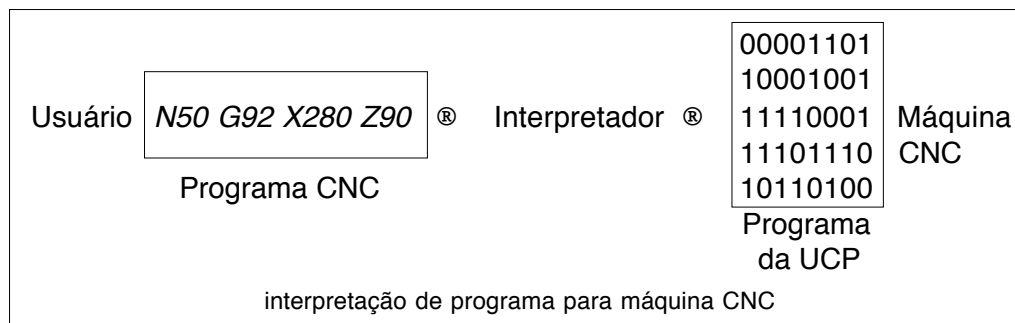 Usuário
N50 G92 X280 Z90
®
Interpretador
®
00001101
10001001
11110001
11101110
10110100
Máquina
CNC
Programa CNC
Programa
da UCP
interpretação de programa para máquina CNC